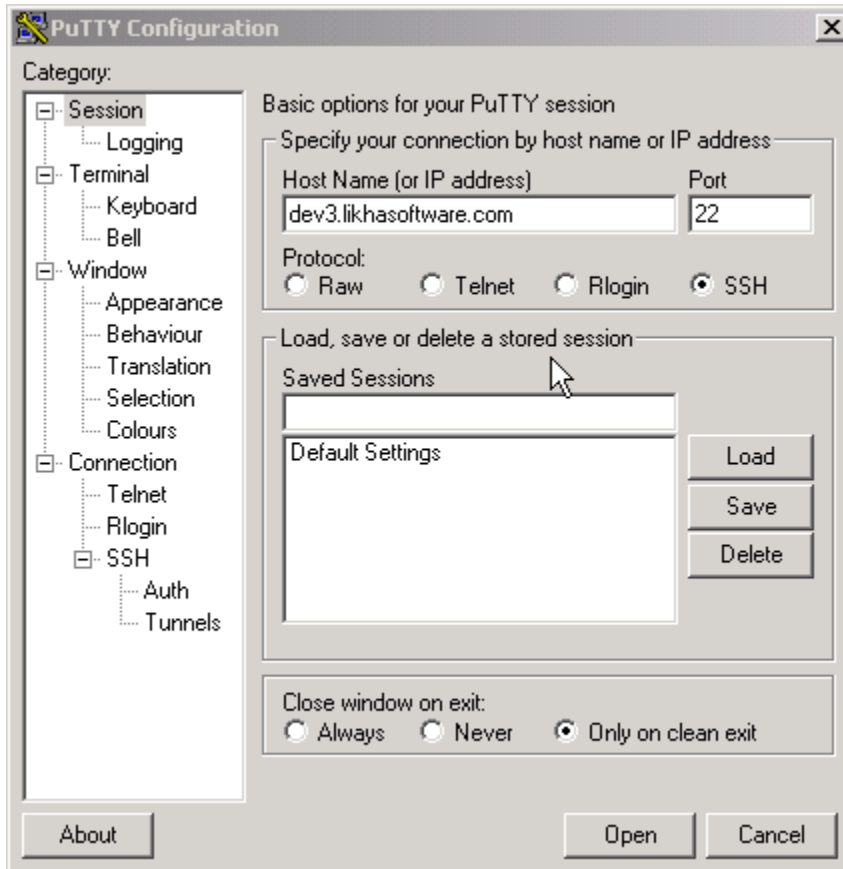 PuTTY Configuration
Category:
Session
Logging
Terminal
Keyboard
Bell
Window
Appearance
Behaviour
Translation
Selection
Colours
Connection
Telnet
Rlogin
SSH
Auth
Tunnels
Basic options for your PuTTY session
Specify your connection by host name or IP address
Host Name (or IP address) Port
dev3.likhasoftware.com 22
Protocol:
Raw Telnet Rlogin SSH
Load, save or delete a stored session
Saved Sessions
Default Settings
Load
Save
Delete
Close window on exit:
Always Never Only on clean exit
About Open Cancel